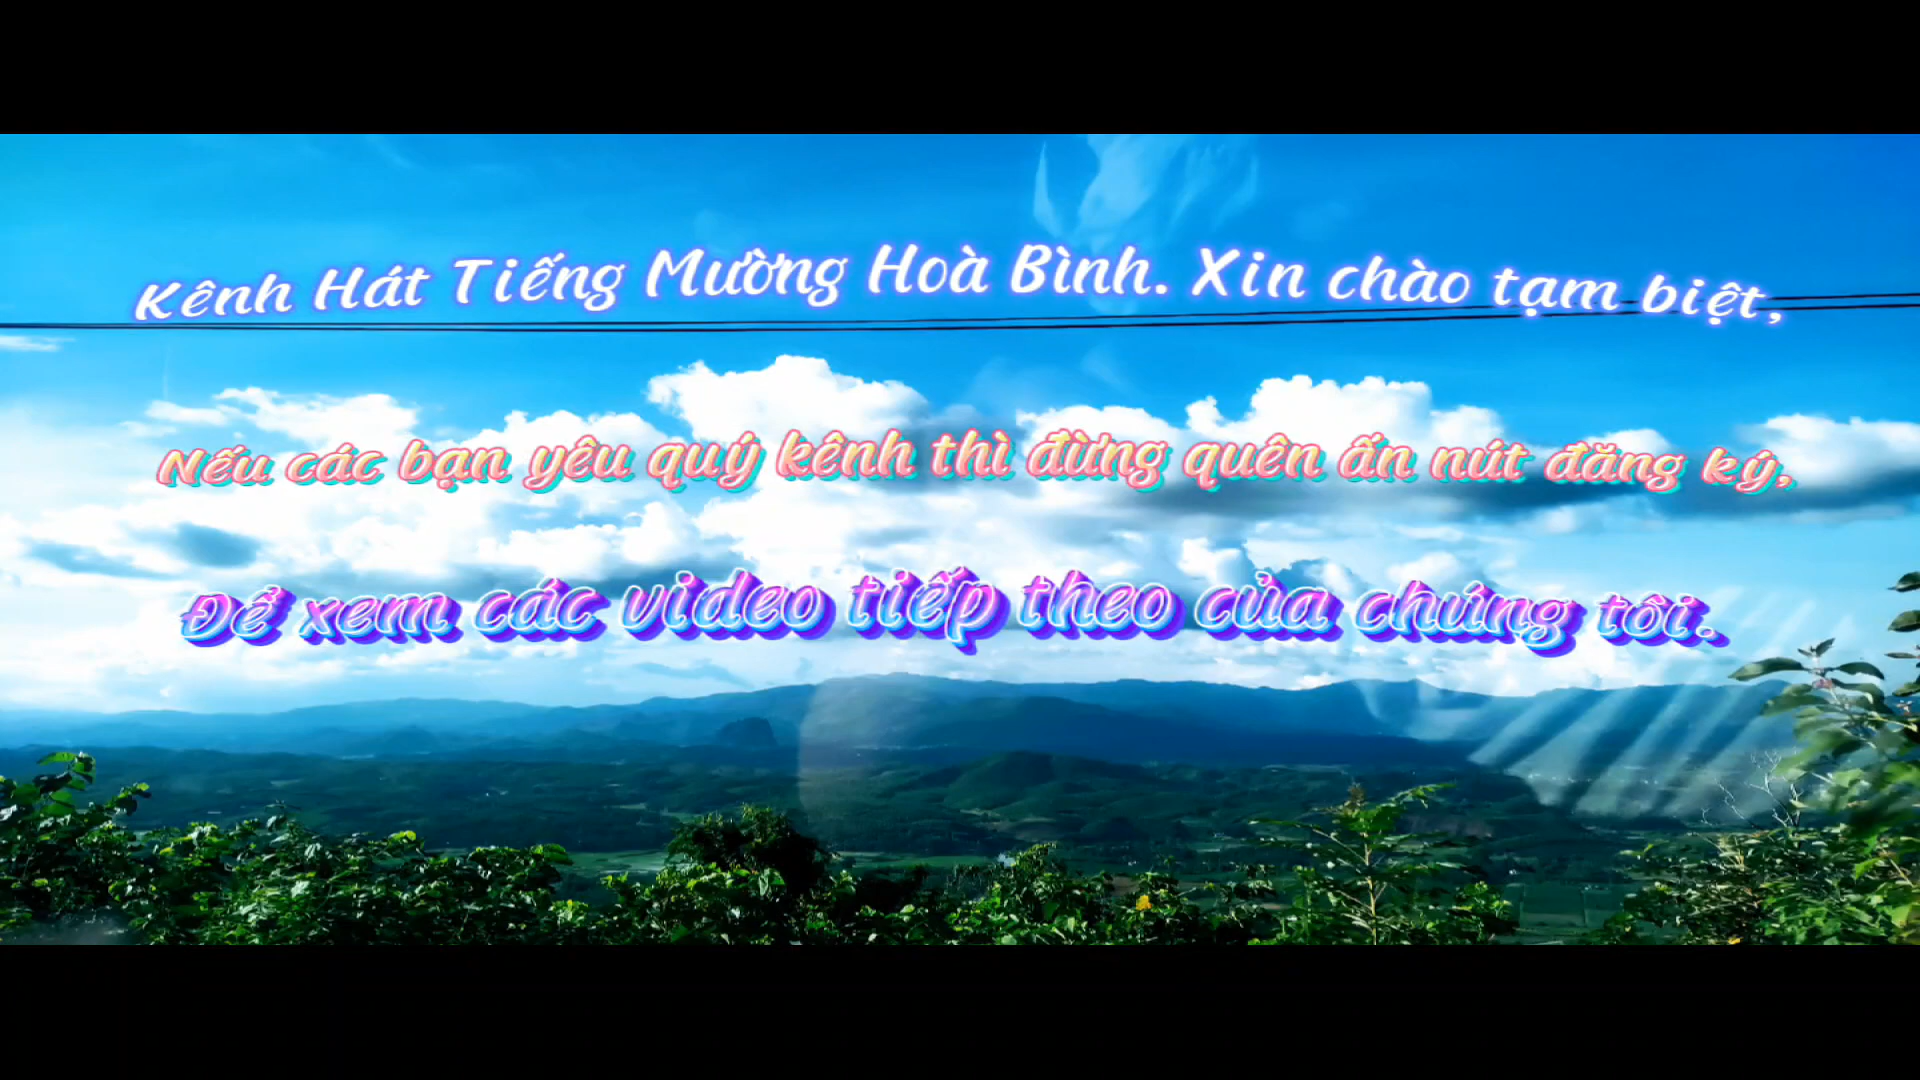 Kênh Hát Tiếng Mường Hoà Bình. Xin chào tạm biệt,
Nếu các bạn yêu quý kênh thì đừng quên ấn nút đăng ký,
Để xem các video tiếp theo của chúng tôi.